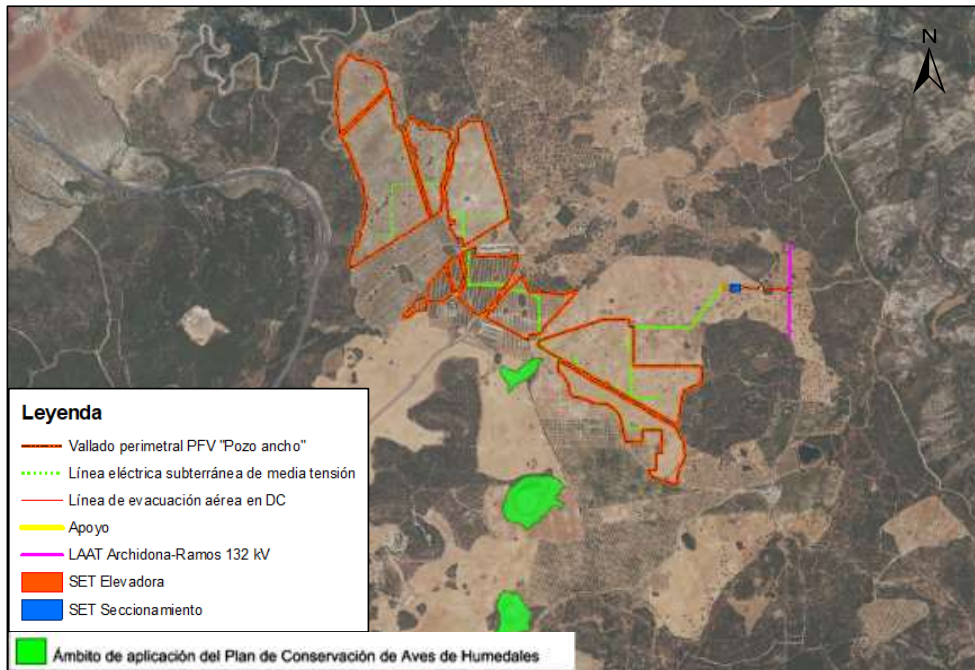 N
Leyenda
Vallado perimetral PFV "Pozo ancho"
Línea eléctrica subterránea de media tensión
Línea de evacuación aérea en DC
Apoyo
LAAT Archidona-Ramos 132 kV
SET Elevadora
SET Seccionamiento
Ámbito de aplicación del Plan de Conservación de Aves de Humedales